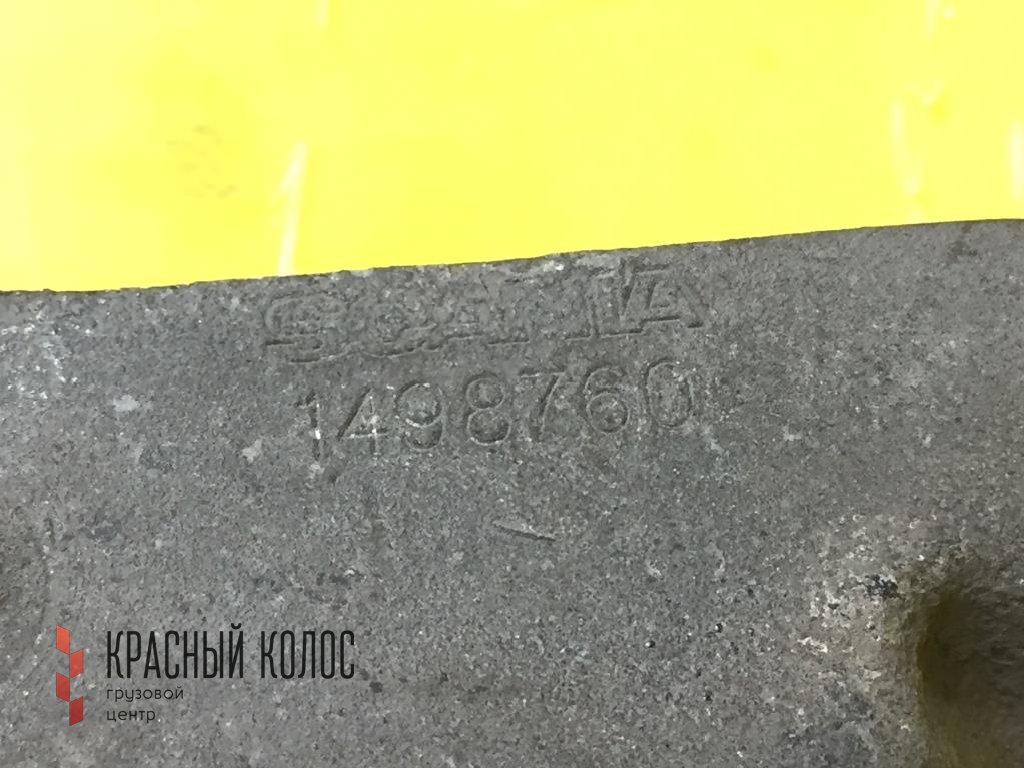 SCANIA
1498760
КРАСНЫЙ КОЛОС
грузовой
центр